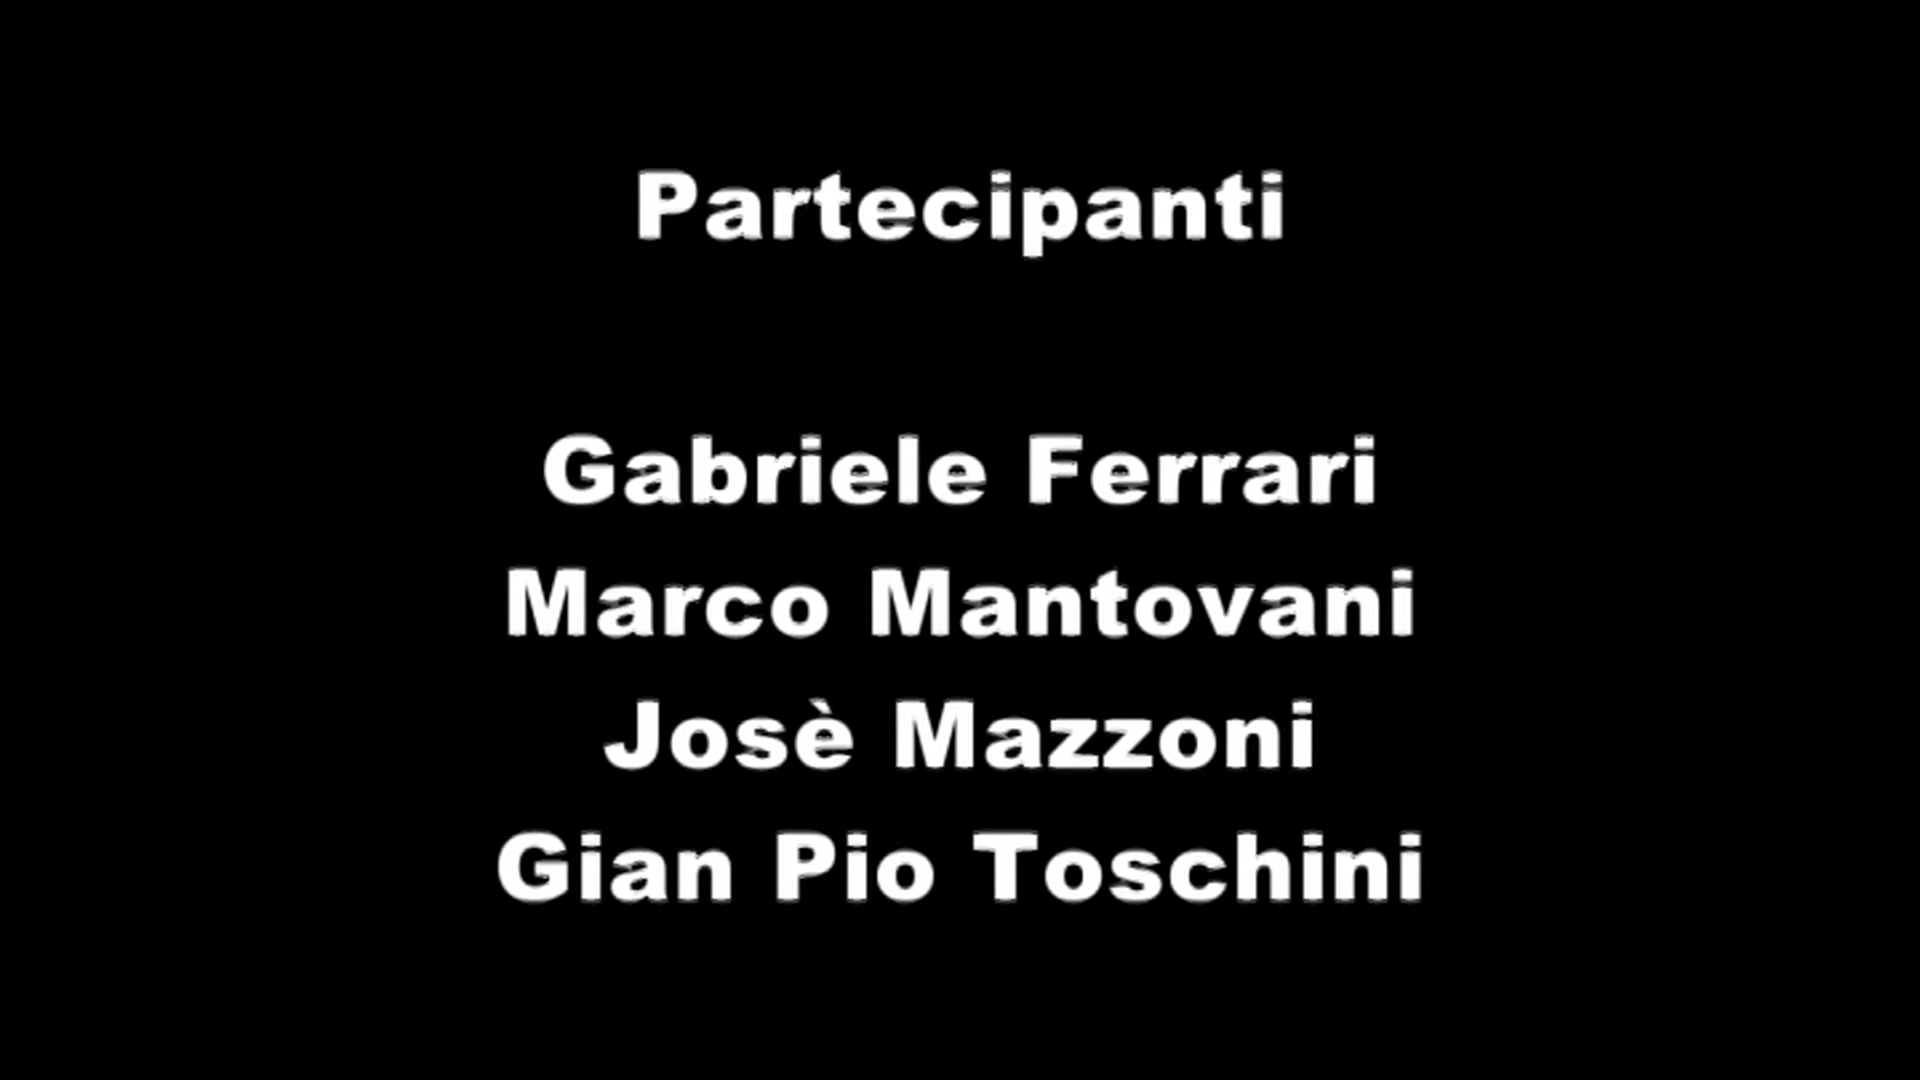 Partecipanti
Gabriele Ferrari
Marco Mantovani
Josè Mazzoni
Gian Pio Toschini